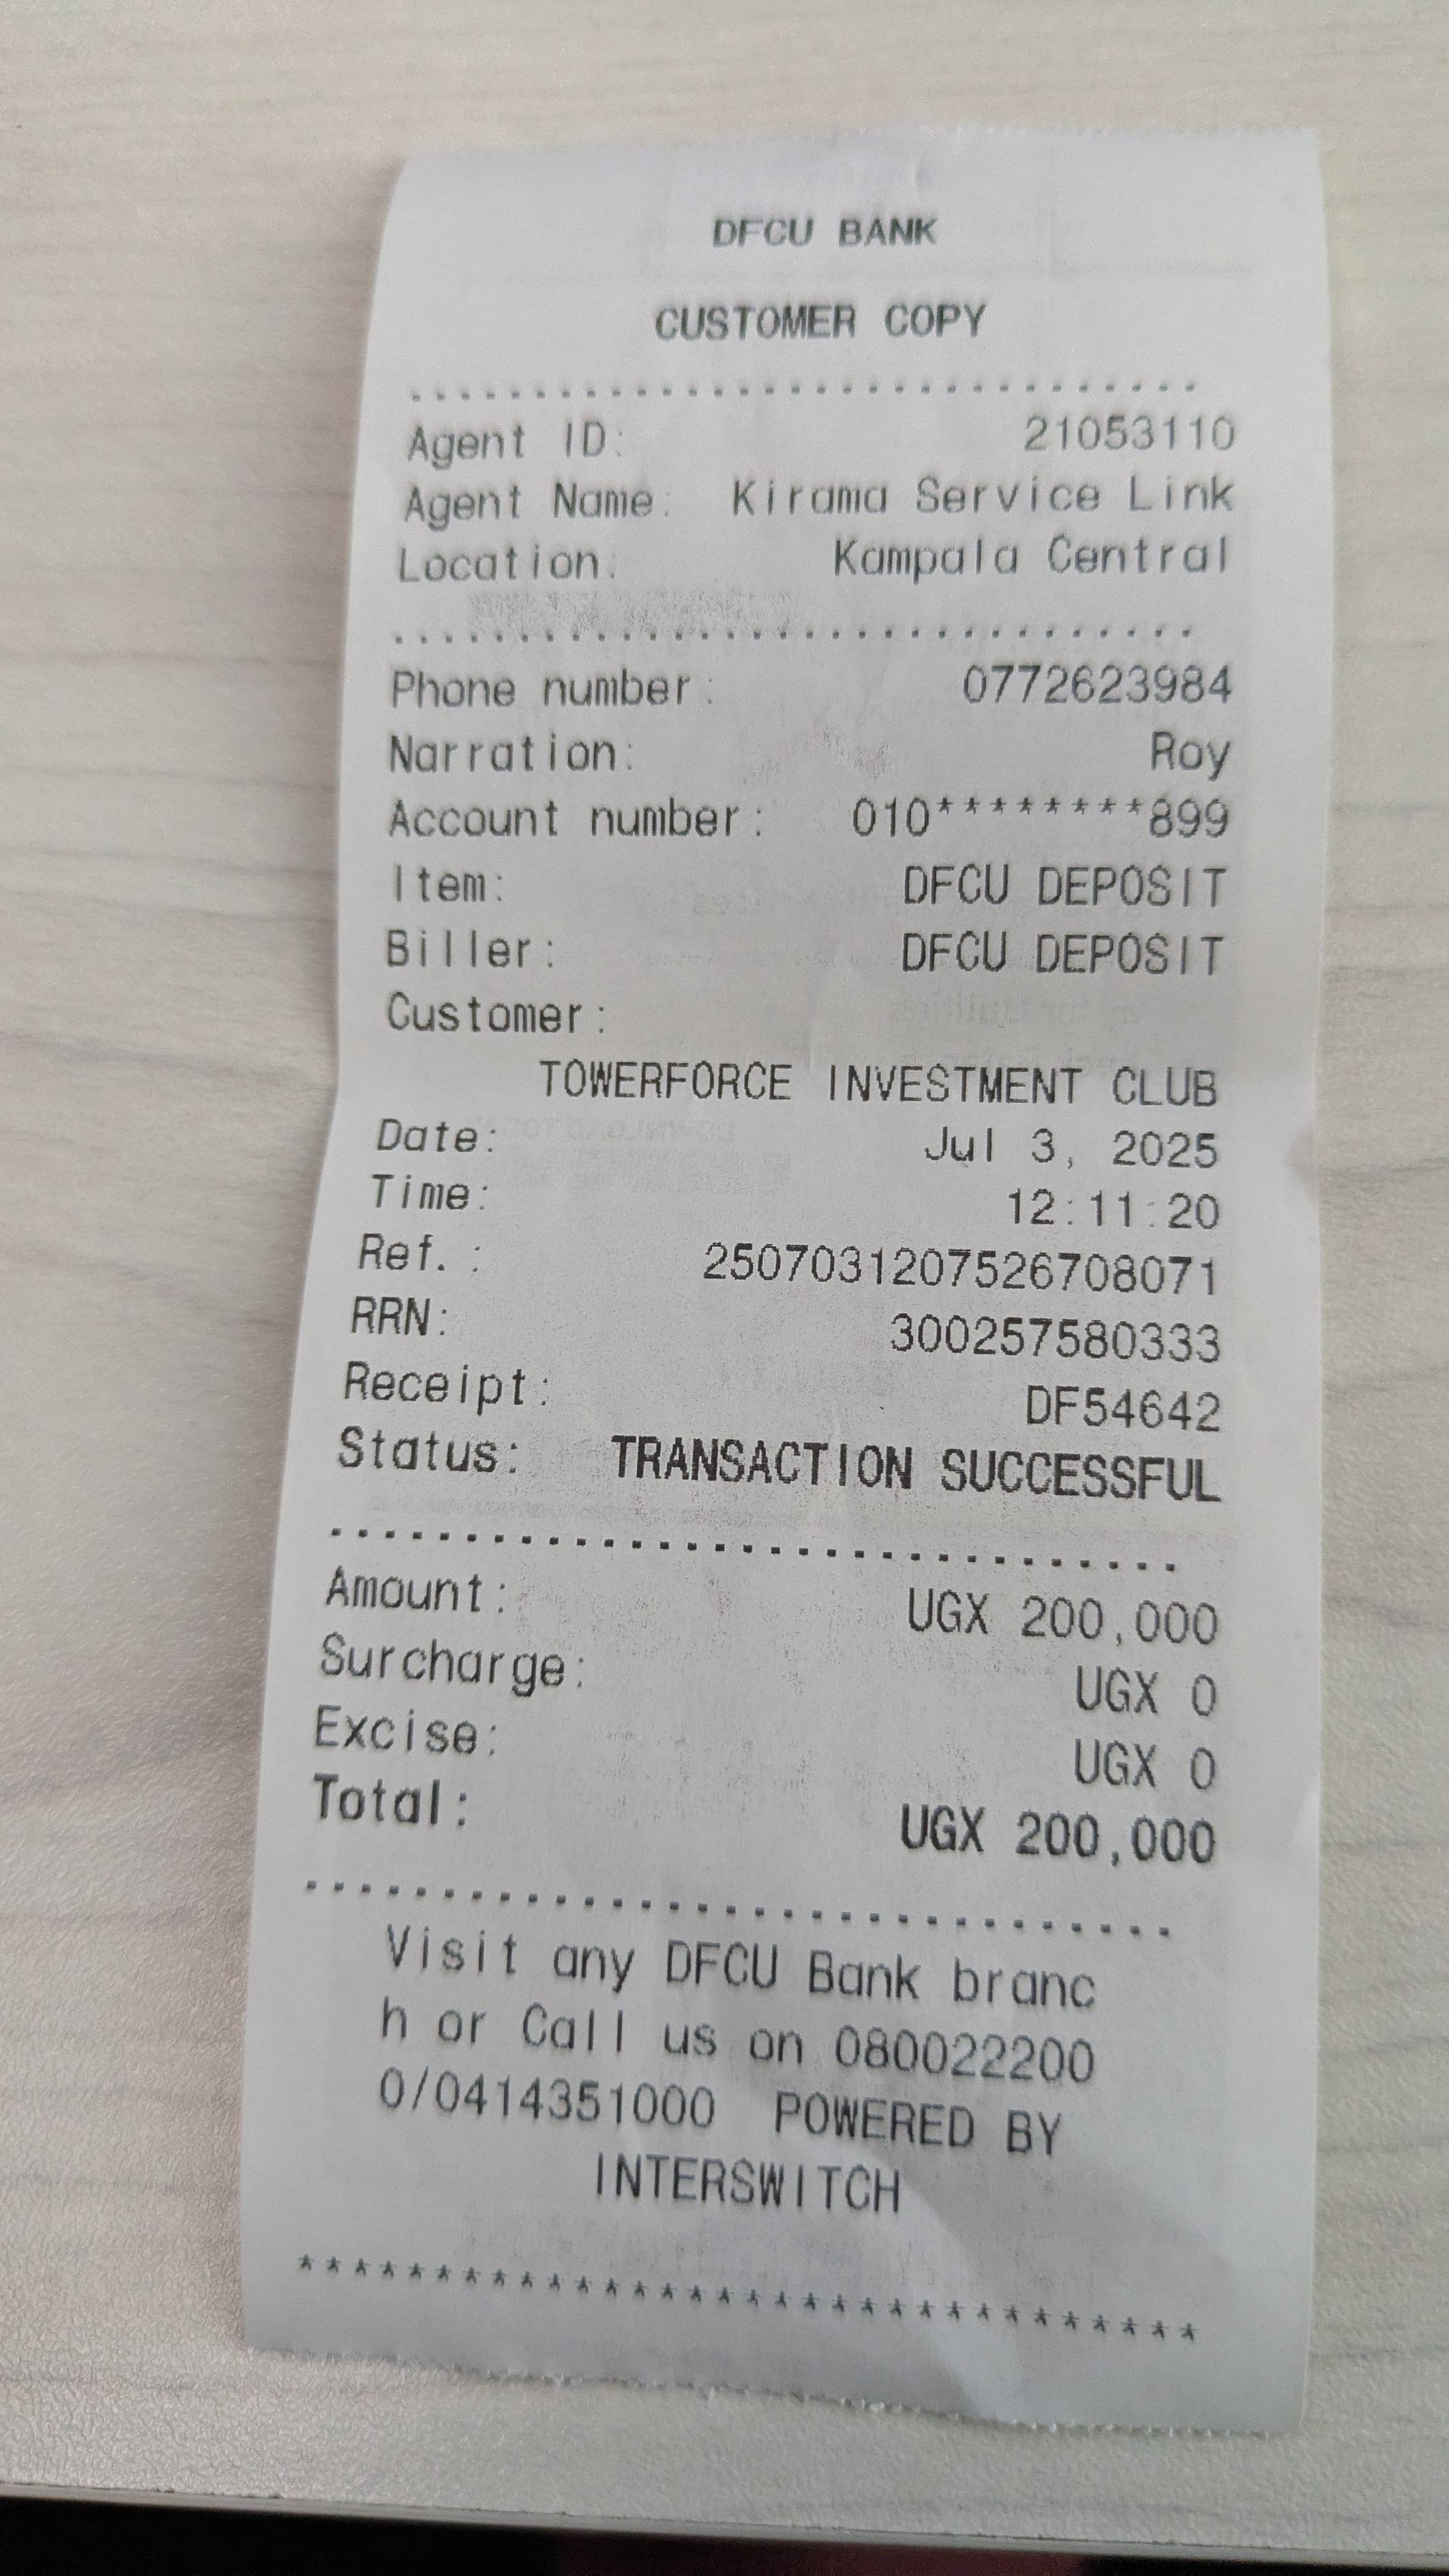 DFCU BANK
CUSTOMER COPY
................................
Agent ID: 21053110
Agent Name: Kirama Service Link
Location: Kampala Central
................................
Phone number: 0772623984
Narration: Roy
Account number: 010********899
Item: DFCU DEPOSIT
Biller: DFCU DEPOSIT
Customer:
TOWERFORCE INVESTMENT CLUB
Date: Jul 3, 2025
Time: 12:11:20
Ref. : 2507031207526708071
RRN: 300257580333
Receipt: DF54642
Status: TRANSACTION SUCCESSFUL
................................
Amount: UGX 200,000
Surcharge: UGX 0
Excise: UGX 0
Total: UGX 200,000
................................
Visit any DFCU Bank branc
h or Call us on 080022200
0/0414351000 POWERED BY
INTERSWITCH
********************************